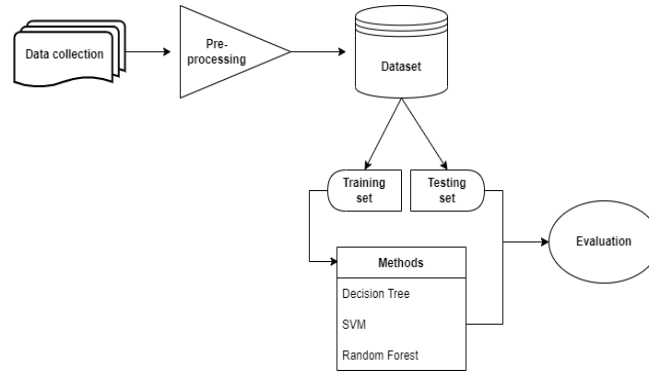 Data collection
Pre-
processing
Dataset
Training
set
Testing
set
Evaluation
Methods
Decision Tree
SVM
Random Forest